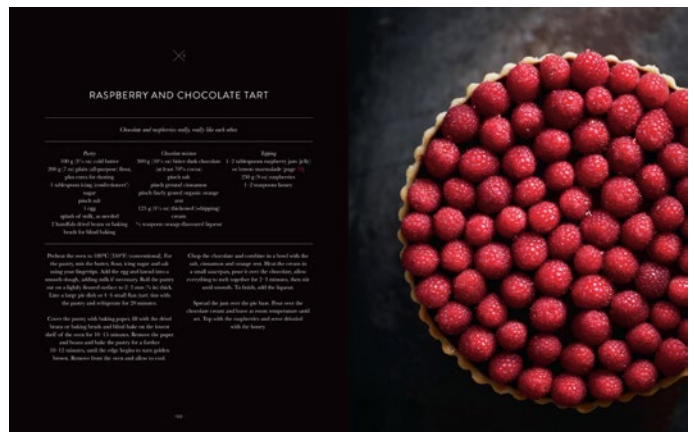 RASPBERRY AND CHOCOLATE TART
Chocolate and raspberries really, really like each other.
Pastry
100 g (3½ oz) cold butter
200 g (7 oz) plain (all-purpose) flour,
plus extra for dusting
1 tablespoon icing (confectioners')
sugar
pinch salt
1 egg
splash of milk, as needed
2 handfuls dried beans or baking
beads for blind baking
Chocolate mixture
300 g (10½ oz) bitter dark chocolate
(at least 70% cocoa)
pinch salt
pinch ground cinnamon
pinch finely grated organic orange
zest
125 g (4½ oz) thickened (whipping)
cream
½ teaspoon orange-flavoured liqueur
Topping
1–2 tablespoons raspberry jam (jelly)
or lemon marmalade (page
250 g (9 oz) raspberries
1–2 teaspoons honey
Preheat the oven to 180°C (350°F) (conventional). For
the pastry, mix the butter, flour, icing sugar and salt
using your fingertips. Add the egg and knead into a
smooth dough, adding milk if necessary. Roll the pastry
out on a lightly floured surface to 2–3 mm (⅛ in) thick.
Line a large pie dish or 4–6 small flan (tart) tins with
the pastry and refrigerate for 20 minutes.
Cover the pastry with baking paper, fill with the dried
beans or baking beads and blind bake on the lowest
shelf of the oven for 10–15 minutes. Remove the paper
and beans and bake the pastry for a further
10–12 minutes, until the edge begins to turn golden
brown. Remove from the oven and allow to cool.
Chop the chocolate and combine in a bowl with the
salt, cinnamon and orange zest. Heat the cream in
a small saucepan, pour it over the chocolate, allow
everything to melt together for 2–3 minutes, then stir
until smooth. To finish, add the liqueur.
Spread the jam over the pie base. Pour over the
chocolate cream and leave at room temperature until
set. Top with the raspberries and serve drizzled
with the honey.